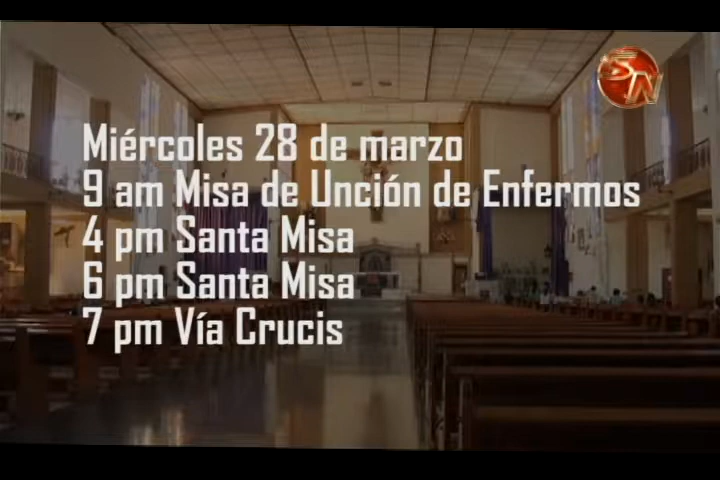 SN
Miércoles 28 de marzo
9 am Misa de Unción de Enfermos
4 pm Santa Misa
6 pm Santa Misa
7 pm Vía Crucis